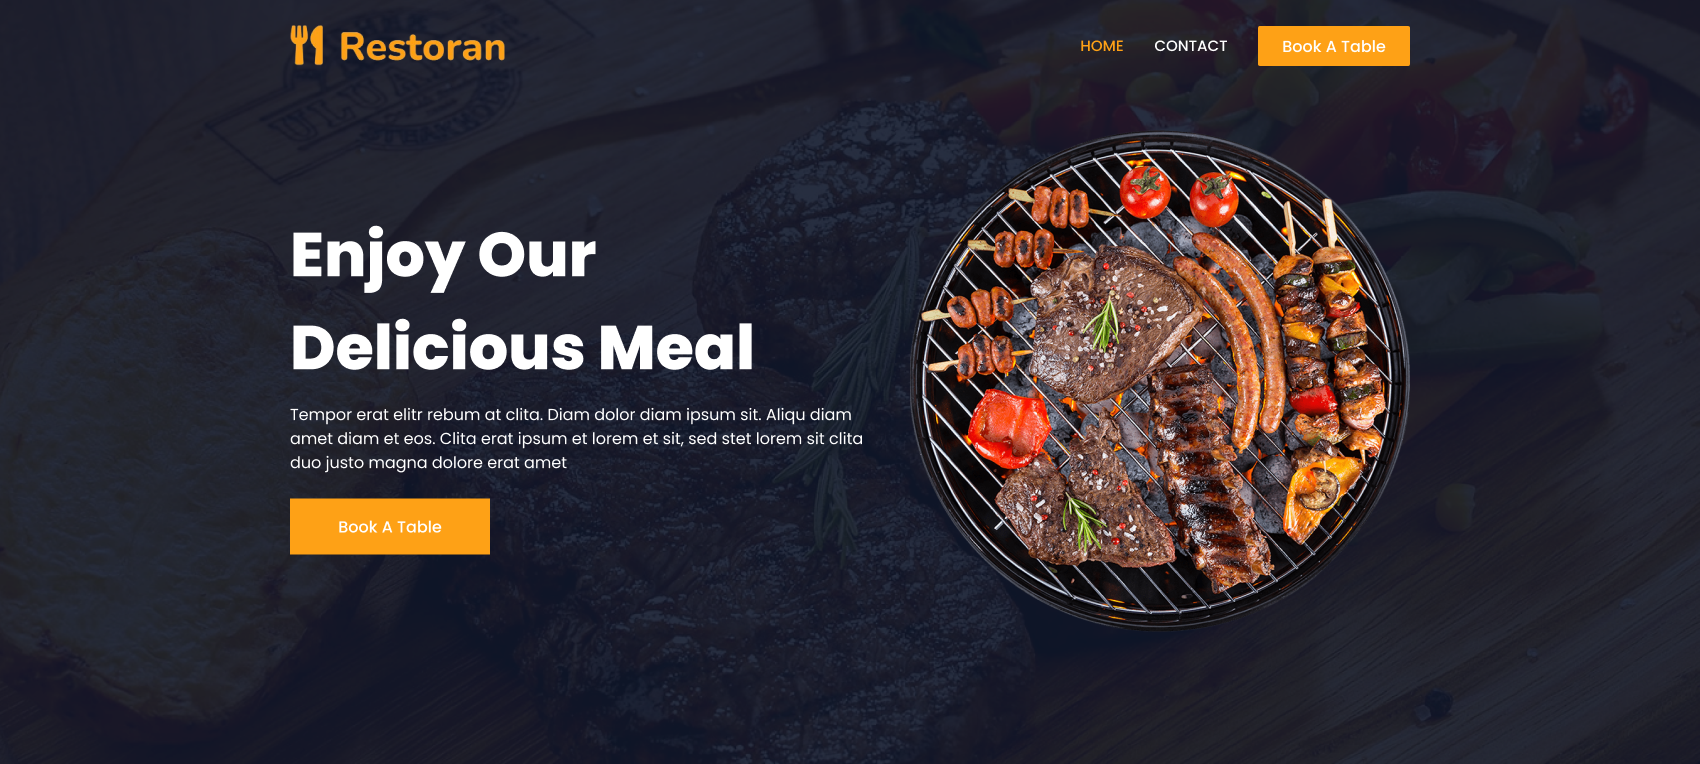 Restoran
HOME
CONTACT
Book A Table
Enjoy Our
Delicious Meal
Tempor erat elitr rebum at clita. Diam dolor diam ipsum sit. Aliqu diam
amet diam et eos. Clita erat ipsum et lorem et sit, sed stet lorem sit clita
duo justo magna dolore erat amet
Book A Table